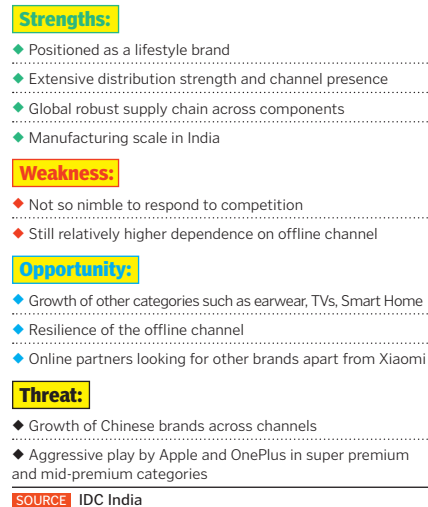 Strengths:
◆ Positioned as a lifestyle brand
◆ Extensive distribution strength and channel presence
◆ Global robust supply chain across components
◆ Manufacturing scale in India
Weakness:
◆ Not so nimble to respond to competition
◆ Still relatively higher dependence on offline channel
Opportunity:
◆ Growth of other categories such as earwear, TVs, Smart Home
◆ Resilience of the offline channel
◆ Online partners looking for other brands apart from Xiaomi
Threat:
◆ Growth of Chinese brands across channels
◆ Aggressive play by Apple and OnePlus in super premium
and mid-premium categories
SOURCE IDC India